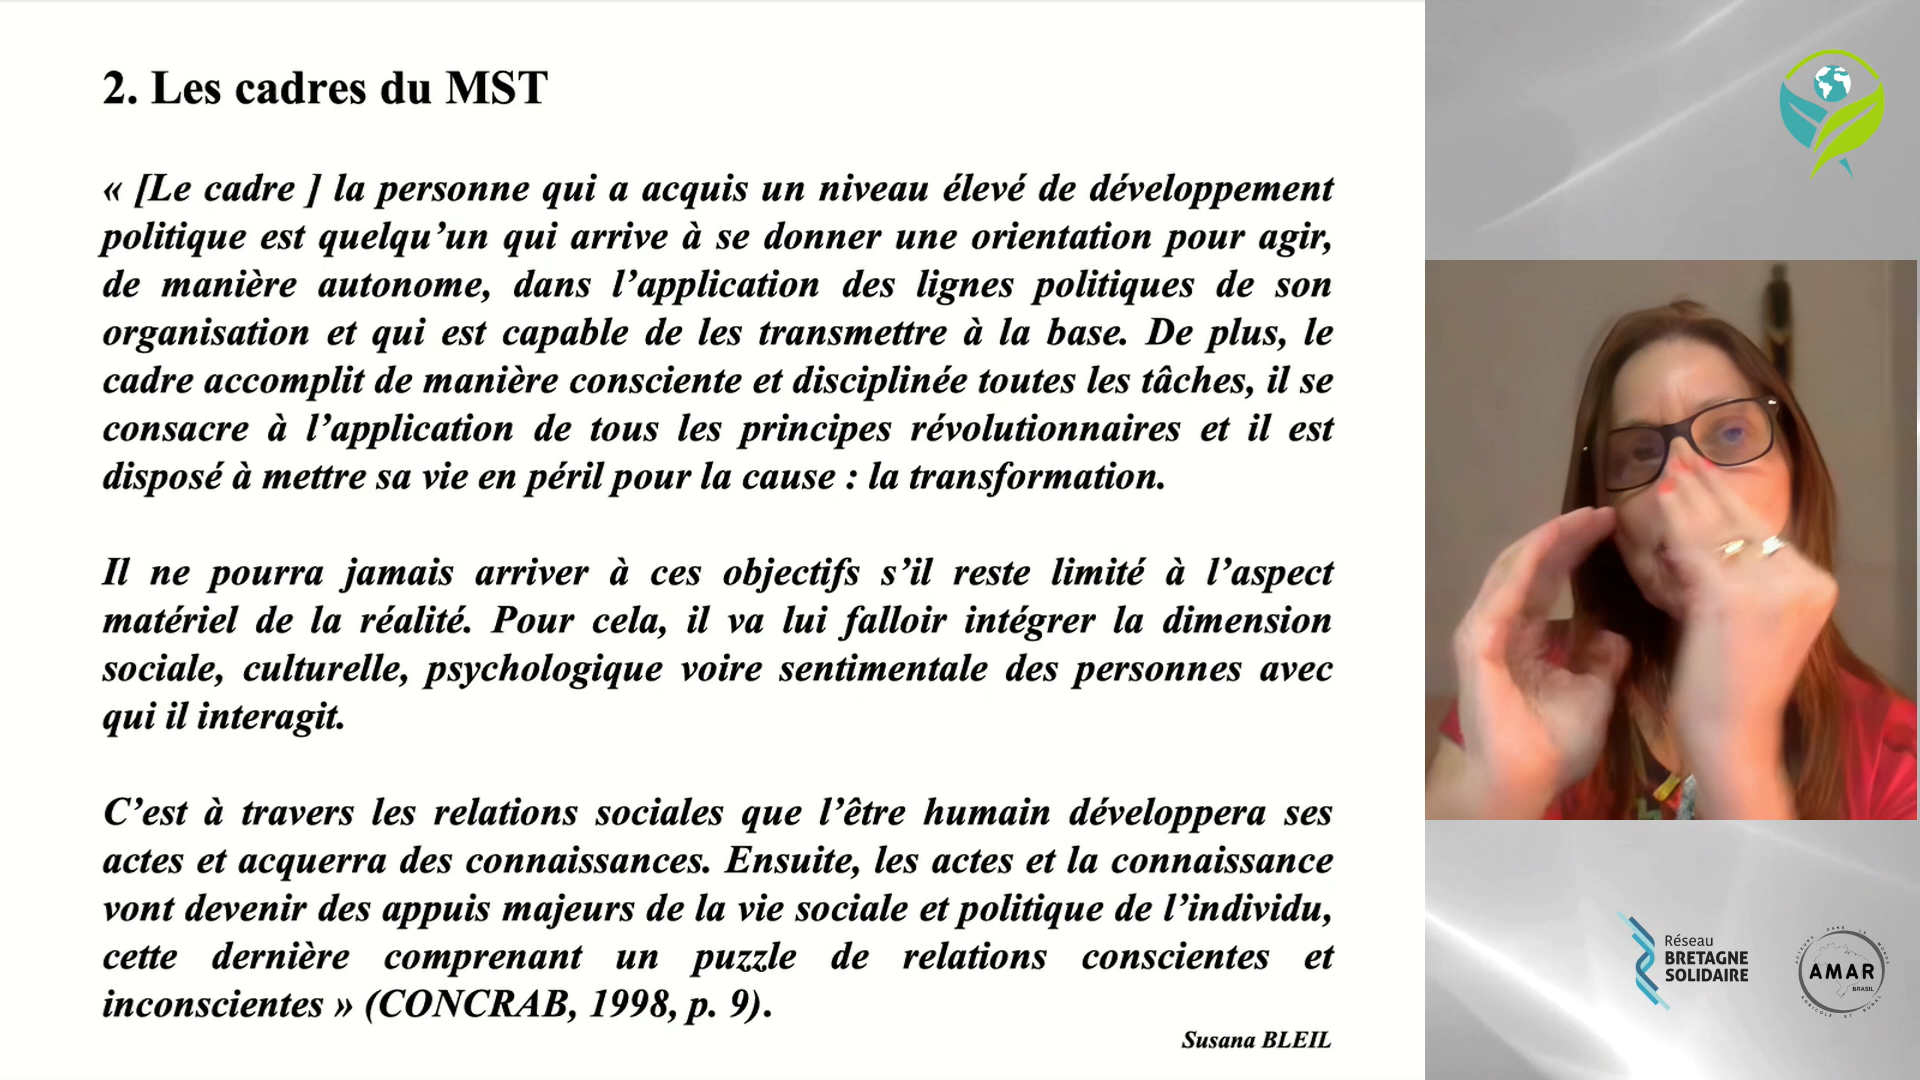 2. Les cadres du MST
« [Le cadre ] la personne qui a acquis un niveau élevé de développement
politique est quelqu’un qui arrive à se donner une orientation pour agir,
de manière autonome, dans l’application des lignes politiques de son
organisation et qui est capable de les transmettre à la base. De plus, le
cadre accomplit de manière consciente et disciplinée toutes les tâches, il se
consacre à l’application de tous les principes révolutionnaires et il est
disposé à mettre sa vie en péril pour la cause : la transformation.
Il ne pourra jamais arriver à ces objectifs s’il reste limité à l’aspect
matériel de la réalité. Pour cela, il va lui falloir intégrer la dimension
sociale, culturelle, psychologique voire sentimentale des personnes avec
qui il interagit.
C’est à travers les relations sociales que l’être humain développera ses
actes et acquerra des connaissances. Ensuite, les actes et la connaissance
vont devenir des appuis majeurs de la vie sociale et politique de l’individu,
cette dernière comprenant un puzzle de relations conscientes et
inconscientes » (CONCRAB, 1998, p. 9).
Susana BLEIL
Réseau
BRETAGNE
SOLIDAIRE
AMAR
BRASIL